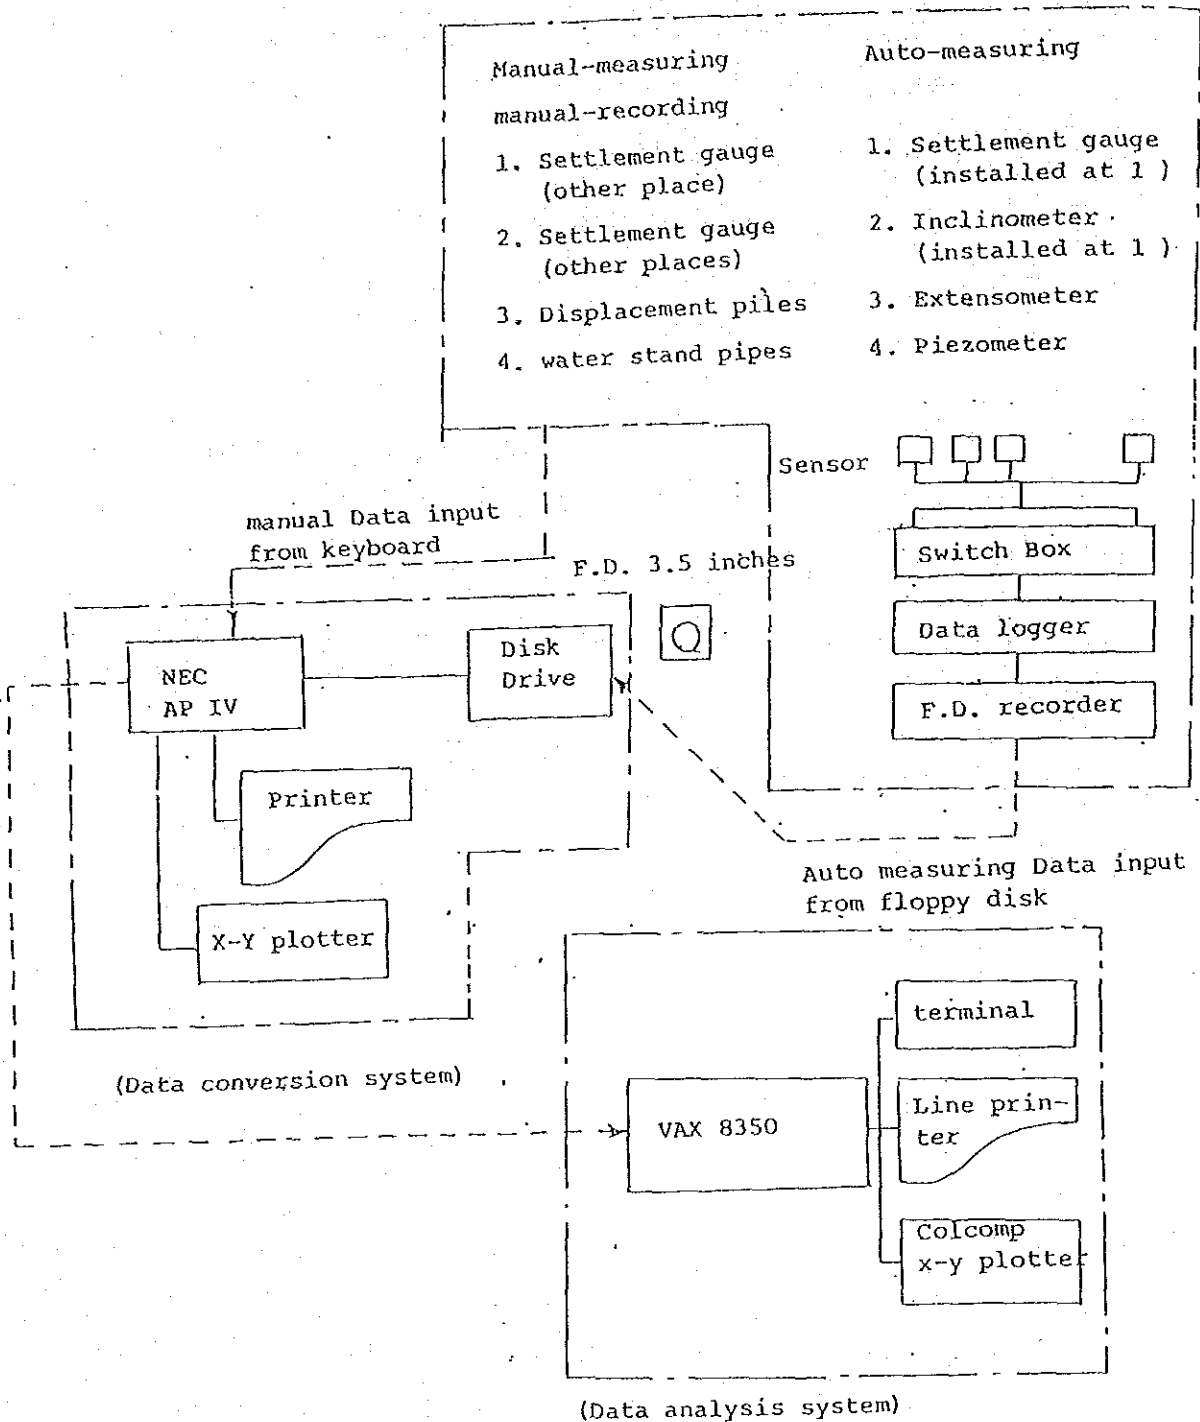 Manual-measuring
manual-recording
1. Settlement gauge
(other place)
2. Settlement gauge
(other places)
3. Displacement piles
4. water stand pipes
Auto-measuring
1. Settlement gauge
(installed at 1 )
2. Inclinometer
(installed at 1 )
3. Extensometer
4. Piezometer
Sensor
Switch Box
Data logger
F.D. recorder
manual Data input
from keyboard
F.D. 3.5 inches
NEC
AP IV
Disk
Drive
Printer
X-Y plotter
Auto measuring Data input
from floppy disk
(Data conversion system)
VAX 8350
terminal
Line prin-
ter
Colcomp
x-y plotter
(Data analysis system)